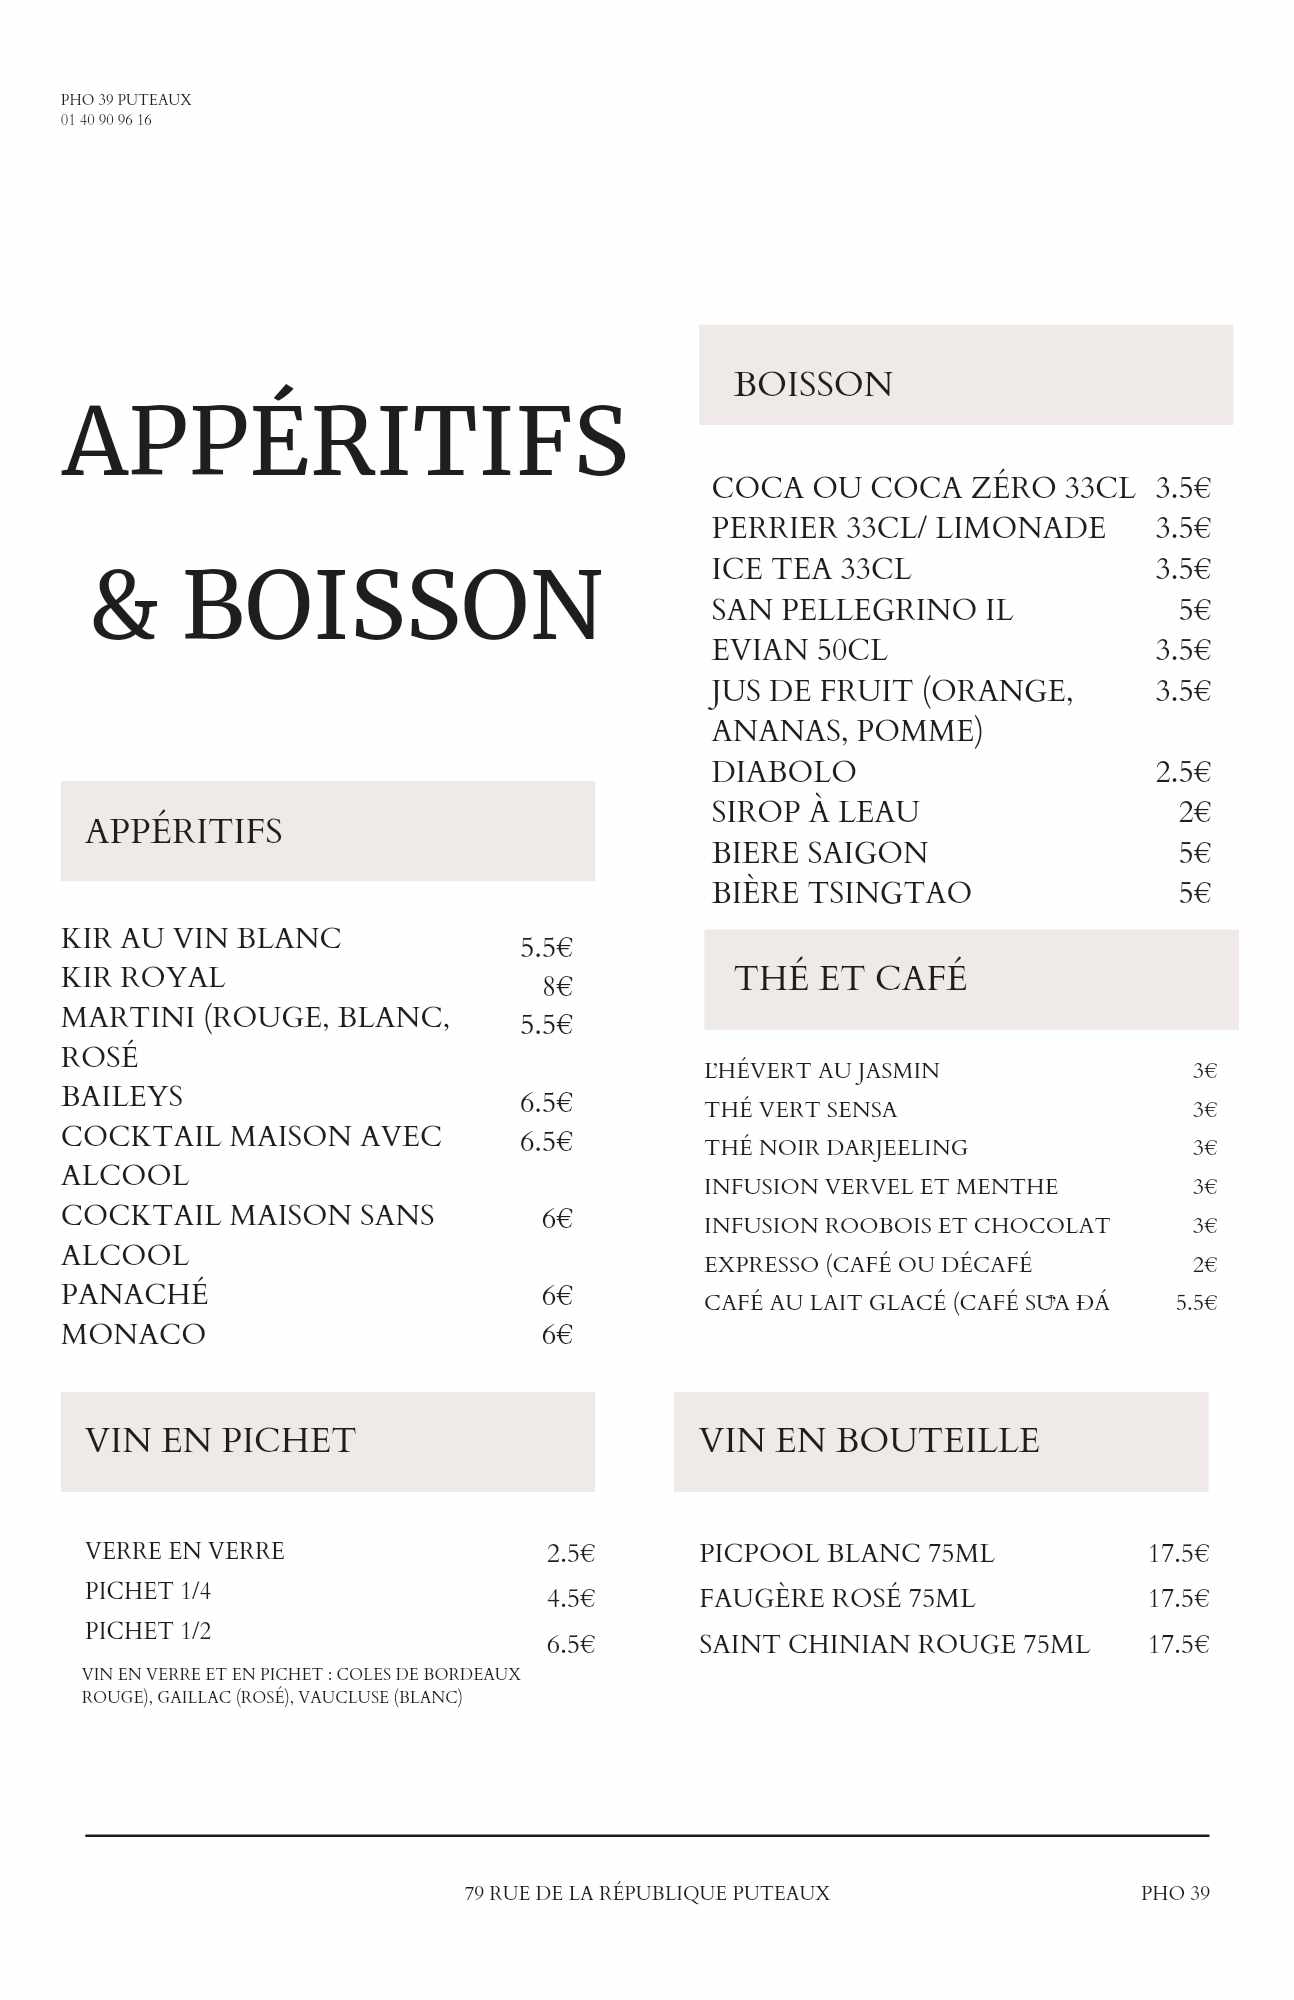 PHO 39 PUTEAUX
01 40 90 96 16
APPÉRITIFS
& BOISSON
APPÉRITIFS
KIR AU VIN BLANC 5.5€
KIR ROYAL 8€
MARTINI (ROUGE, BLANC, 5.5€
ROSÉ
BAILEYS 6.5€
COCKTAIL MAISON AVEC 6.5€
ALCOOL
COCKTAIL MAISON SANS 6€
ALCOOL
PANACHÉ 6€
MONACO 6€
BOISSON
COCA OU COCA ZÉRO 33CL 3.5€
PERRIER 33CL/ LIMONADE 3.5€
ICE TEA 33CL 3.5€
SAN PELLEGRINO IL 5€
EVIAN 50CL 3.5€
JUS DE FRUIT (ORANGE, 3.5€
ANANAS, POMME)
DIABOLO 2.5€
SIROP À LEAU 2€
BIERE SAIGON 5€
BIÈRE TSINGTAO 5€
THÉ ET CAFÉ
L'HÉVERT AU JASMIN 3€
THÉ VERT SENSA 3€
THÉ NOIR DARJEELING 3€
INFUSION VERVEL ET MENTHE 3€
INFUSION ROOBOIS ET CHOCOLAT 3€
EXPRESSO (CAFÉ OU DÉCAFÉ 2€
CAFÉ AU LAIT GLACÉ (CAFÉ SƯA ĐÁ 5.5€
VIN EN PICHET
VERRE EN VERRE 2.5€
PICHET 1/4 4.5€
PICHET 1/2 6.5€
VIN EN VERRE ET EN PICHET : COLES DE BORDEAUX
ROUGE), GAILLAC (ROSÉ), VAUCLUSE (BLANC)
VIN EN BOUTEILLE
PICPOOL BLANC 75ML 17.5€
FAUGÈRE ROSÉ 75ML 17.5€
SAINT CHINIAN ROUGE 75ML 17.5€
79 RUE DE LA RÉPUBLIQUE PUTEAUX
PHO 39